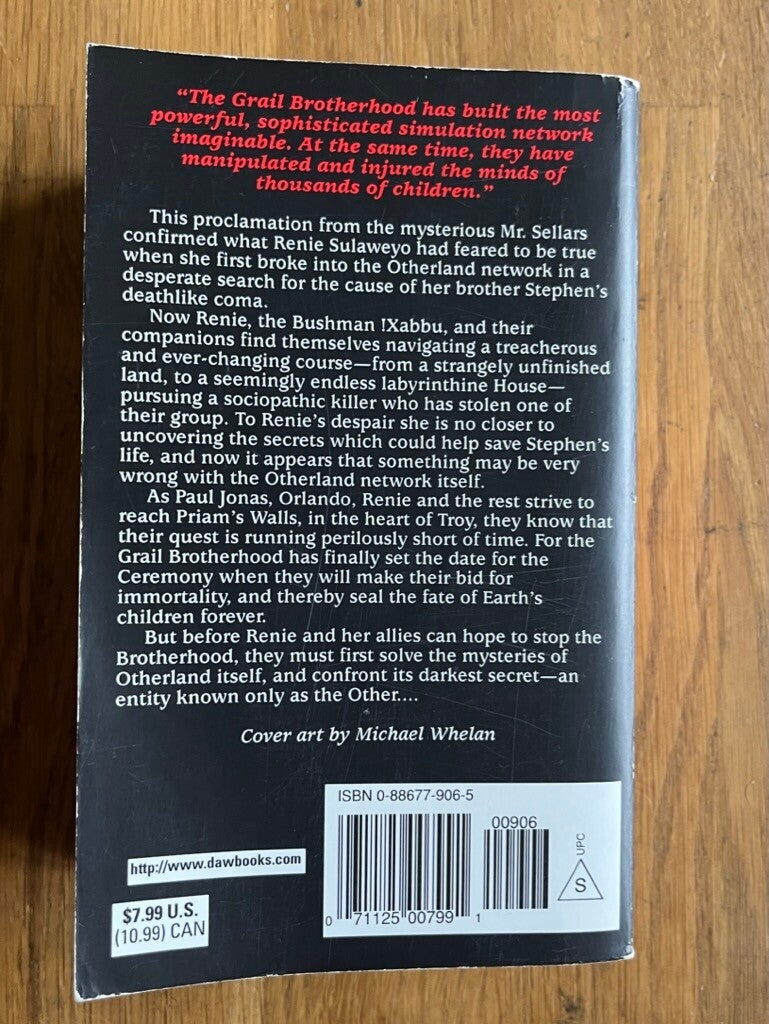 “The Grail Brotherhood has built the most
powerful, sophisticated simulation network
imaginable. At the same time, they have
manipulated and injured the minds of
thousands of children.”
This proclamation from the mysterious Mr. Sellars
confirmed what Renie Sulaweyo had feared to be true
when she first broke into the Otherland network in a
desperate search for the cause of her brother Stephen’s
deathlike coma.
Now Renie, the Bushman !Xabbu, and their
companions find themselves navigating a treacherous
and ever-changing course—from a strangely unfinished
land, to a seemingly endless labyrinthine House—
pursuing a sociopathic killer who has stolen one of
their group. To Renie’s despair she is no closer to
uncovering the secrets which could help save Stephen’s
life, and now it appears that something may be very
wrong with the Otherland network itself.
As Paul Jonas, Orlando, Renie and the rest strive to
reach Priam’s Walls, in the heart of Troy, they know that
their quest is running perilously short of time. For the
Grail Brotherhood has finally set the date for the
Ceremony when they will make their bid for
immortality, and thereby seal the fate of Earth’s
children forever.
But before Renie and her allies can hope to stop the
Brotherhood, they must first solve the mysteries of
Otherland itself, and confront its darkest secret—an
entity known only as the Other....
Cover art by Michael Whelan
ISBN 0-88677-906-5
00906
UPC
S
0 71125 00799 1
http://www.dawbooks.com
$7.99 U.S.
(10.99) CAN